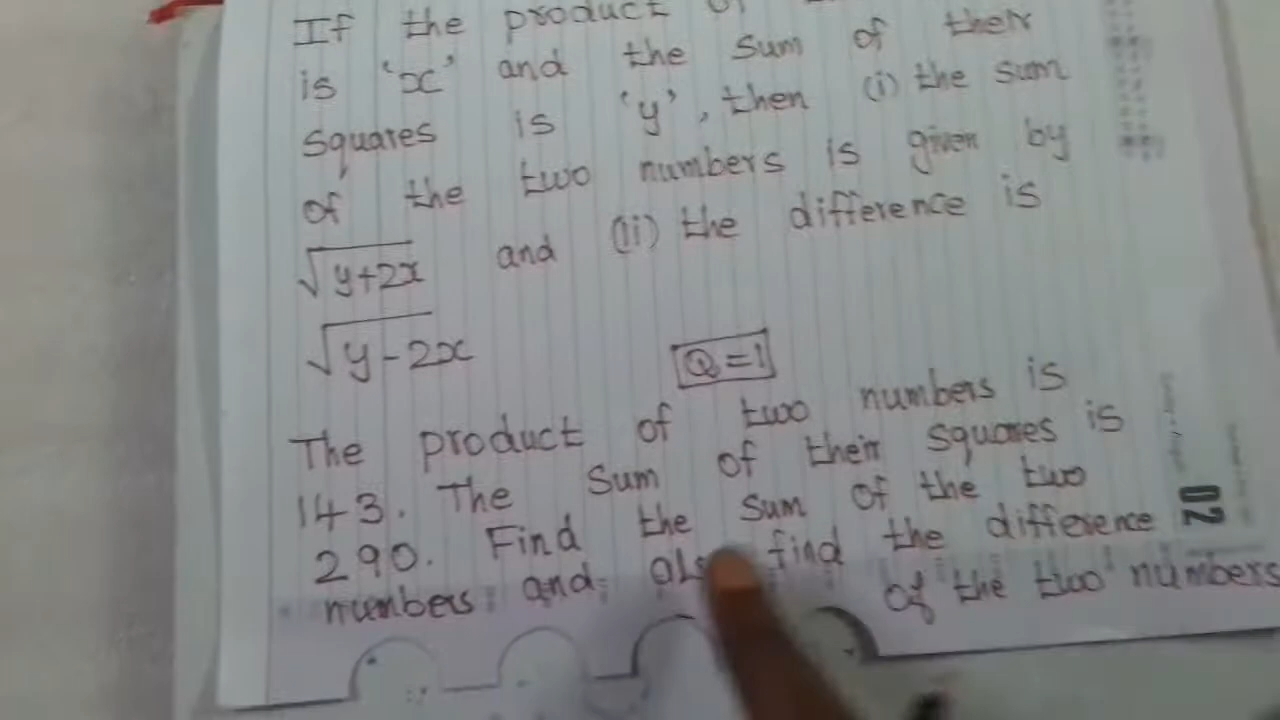 If the product of
is 'x' and the sum of their
squares is 'y', then (i) the sum
of the two numbers is given by
√y+2x and (ii) the difference is
√y-2x
Q=1
The product of two numbers is
143. The sum of their squares is
290. Find the sum of the two
numbers and find the difference
of the two numbers
02